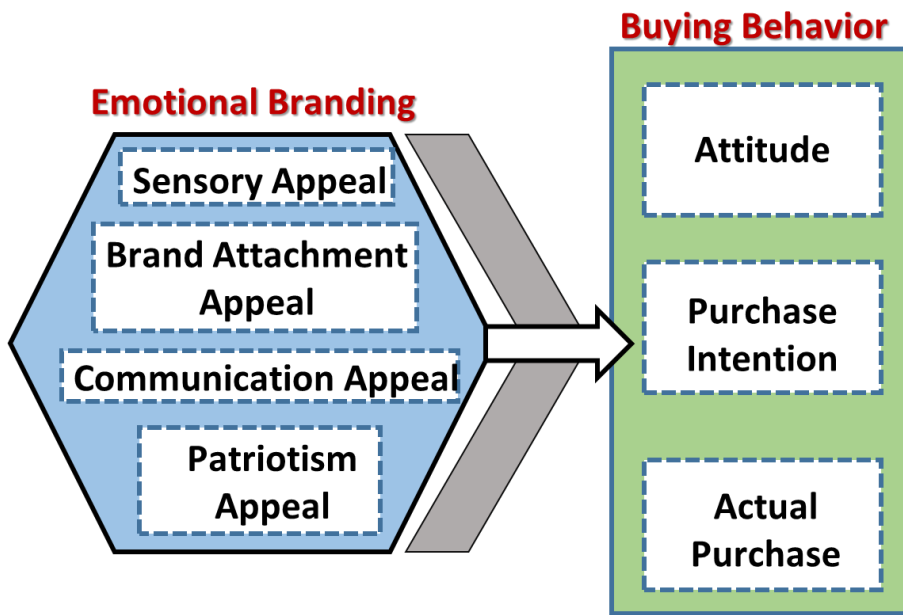 Emotional Branding
Sensory Appeal
Brand Attachment
Appeal
Communication Appeal
Patriotism
Appeal
Buying Behavior
Attitude
Purchase
Intention
Actual
Purchase